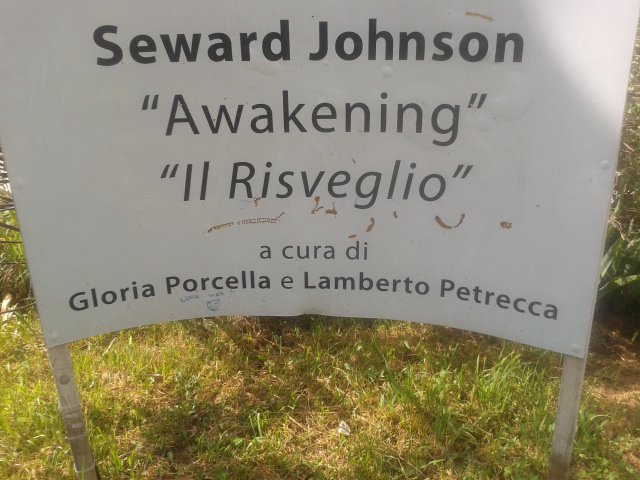 Seward Johnson
“Awakening”
“Il Risveglio”
a cura di
Gloria Porcella e Lamberto Petrecca